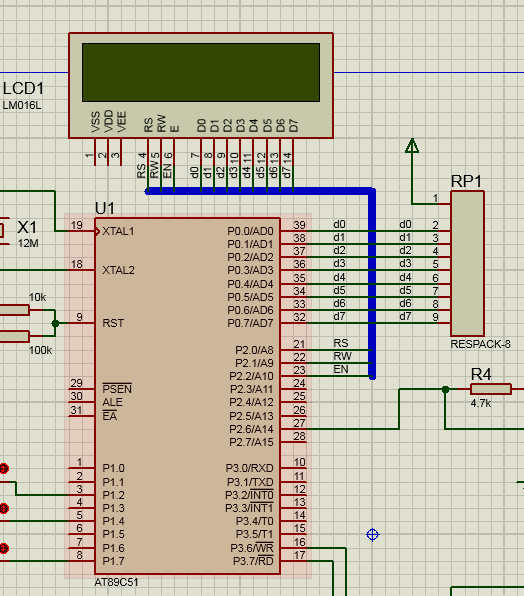 LCD1
LM016L
VSS VDD VEE RS RW E D0 D1 D2 D3 D4 D5 D6 D7
1 2 3 4 5 6 7 8 9 10 11 12 13 14
RS RW EN d0 d1 d2 d3 d4 d5 d6 d7
RP1
1
U1
X1
12M
19 XTAL1 P0.0/AD0 39 d0 d0 2
P0.1/AD1 38 d1 d1 3
P0.2/AD2 37 d2 d2 4
18 XTAL2 P0.3/AD3 36 d3 d3 5
P0.4/AD4 35 d4 d4 6
P0.5/AD5 34 d5 d5 7
10k
P0.6/AD6 33 d6 d6 8
9 RST P0.7/AD7 32 d7 d7 9
100k
RESPACK-8
P2.0/A8 21 RS
P2.1/A9 22 RW
P2.2/A10 23 EN
R4
4.7k
29 PSEN P2.3/A11 24
30 ALE P2.4/A12 25
31 EA P2.5/A13 26
P2.6/A14 27
P2.7/A15 28
1 P1.0 P3.0/RXD 10
2 P1.1 P3.1/TXD 11
3 P1.2 P3.2/INT0 12
4 P1.3 P3.3/INT1 13
5 P1.4 P3.4/T0 14
6 P1.5 P3.5/T1 15
7 P1.6 P3.6/WR 16
8 P1.7 P3.7/RD 17
AT89C51